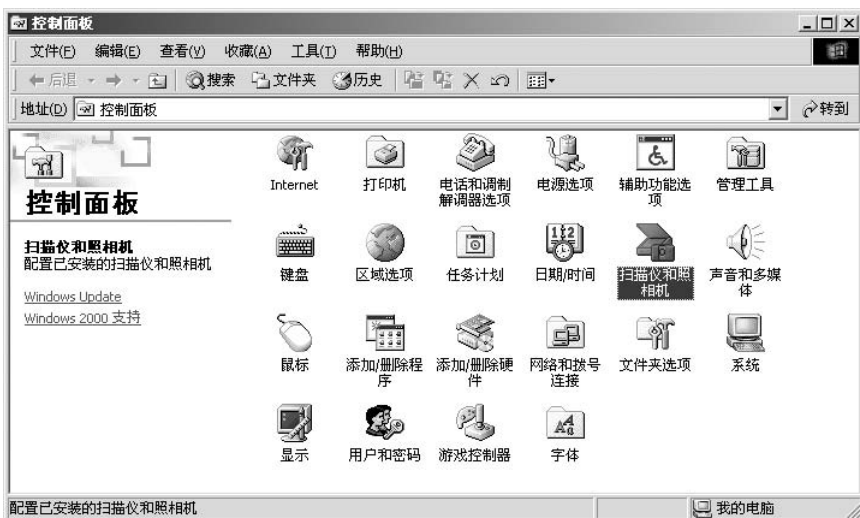 控制面板
文件(F) 编辑(E) 查看(V) 收藏(A) 工具(T) 帮助(H)
后退 搜索 文件夹 历史
地址(D) 控制面板 转到
控制面板
扫描仪和照相机
配置已安装的扫描仪和照相机
Windows Update
Windows 2000 支持
Internet
打印机
电话和调制
解调器选项
电源选项
辅助功能选
项
管理工具
键盘
区域选项
任务计划
日期/时间
扫描仪和照
相机
声音和多媒
体
鼠标
添加/删除程
序
添加/删除硬
件
网络和拨号
连接
文件夹选项
系统
显示
用户和密码
游戏控制器
字体
配置已安装的扫描仪和照相机
我的电脑